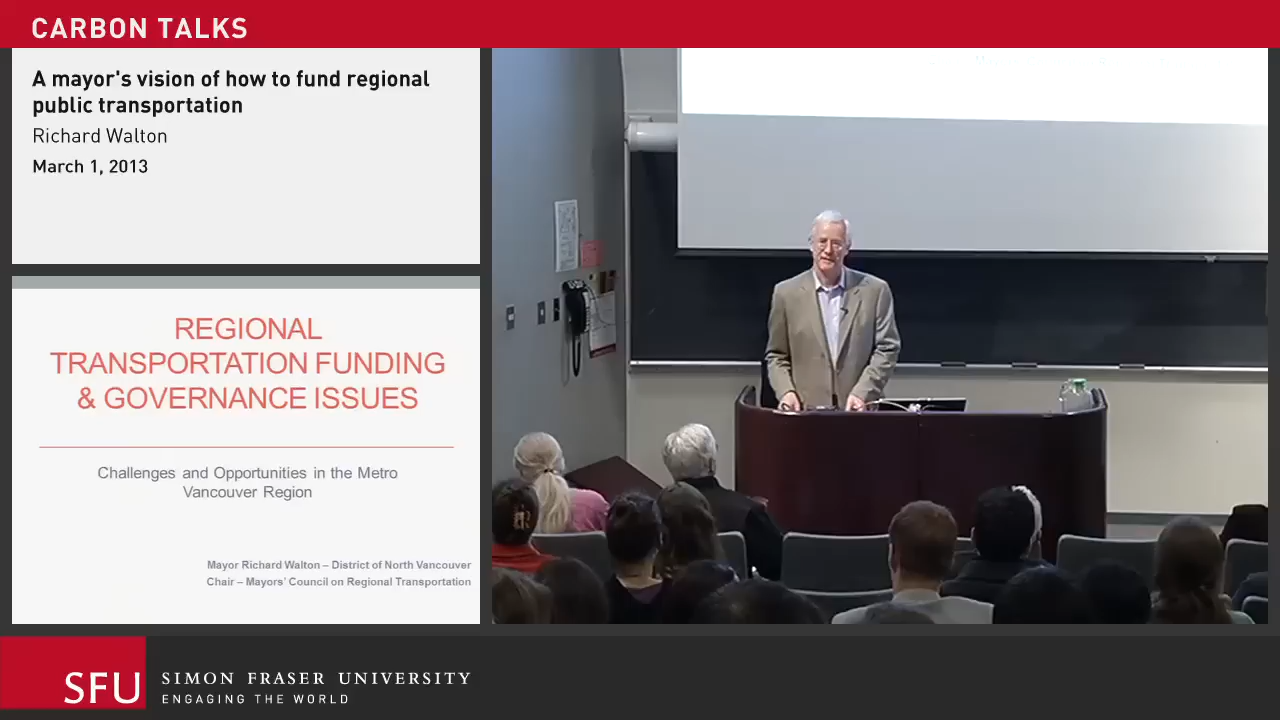 CARBON TALKS
A mayor's vision of how to fund regional
public transportation
Richard Walton
March 1, 2013
REGIONAL
TRANSPORTATION FUNDING
& GOVERNANCE ISSUES
Challenges and Opportunities in the Metro
Vancouver Region
Mayor Richard Walton – District of North Vancouver
Chair – Mayors' Council on Regional Transportation
SFU
SIMON FRASER UNIVERSITY
ENGAGING THE WORLD